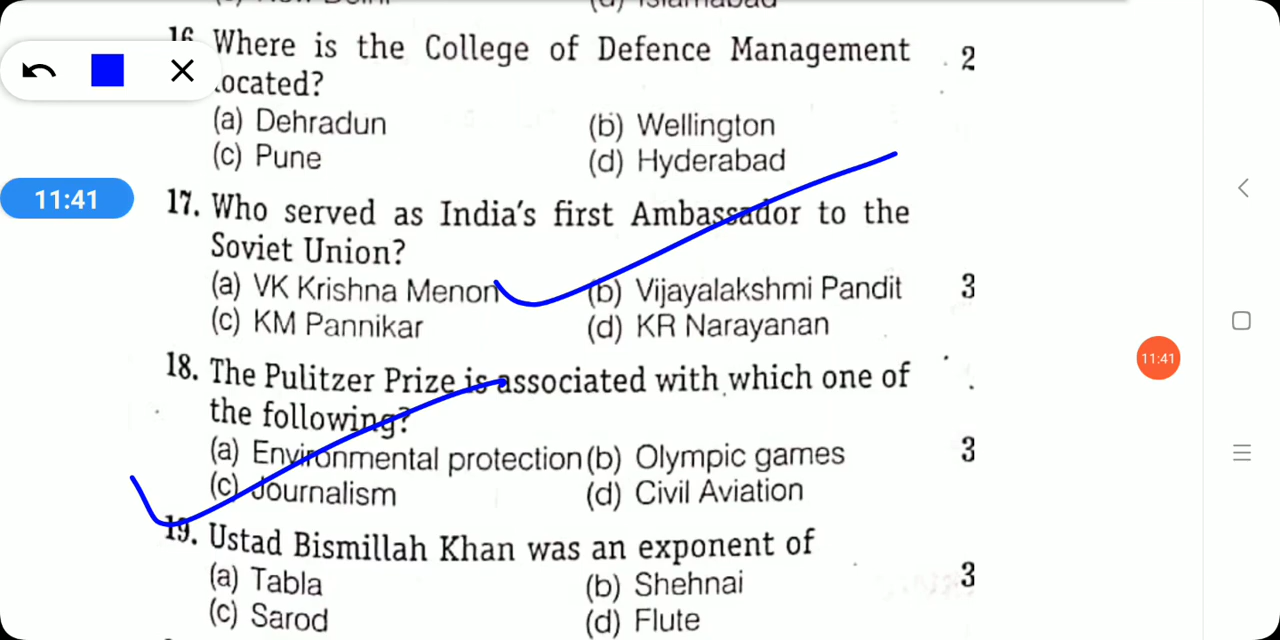 16. Where is the College of Defence Management 2
located?
(a) Dehradun (b) Wellington
(c) Pune (d) Hyderabad
11:41
17. Who served as India's first Ambassador to the
Soviet Union?
(a) VK Krishna Menon (b) Vijayalakshmi Pandit 3
(c) KM Pannikar (d) KR Narayanan
11:41
18. The Pulitzer Prize is associated with which one of
the following?
(a) Environmental protection (b) Olympic games 3
(c) Journalism (d) Civil Aviation
19. Ustad Bismillah Khan was an exponent of
(a) Tabla (b) Shehnai 3
(c) Sarod (d) Flute